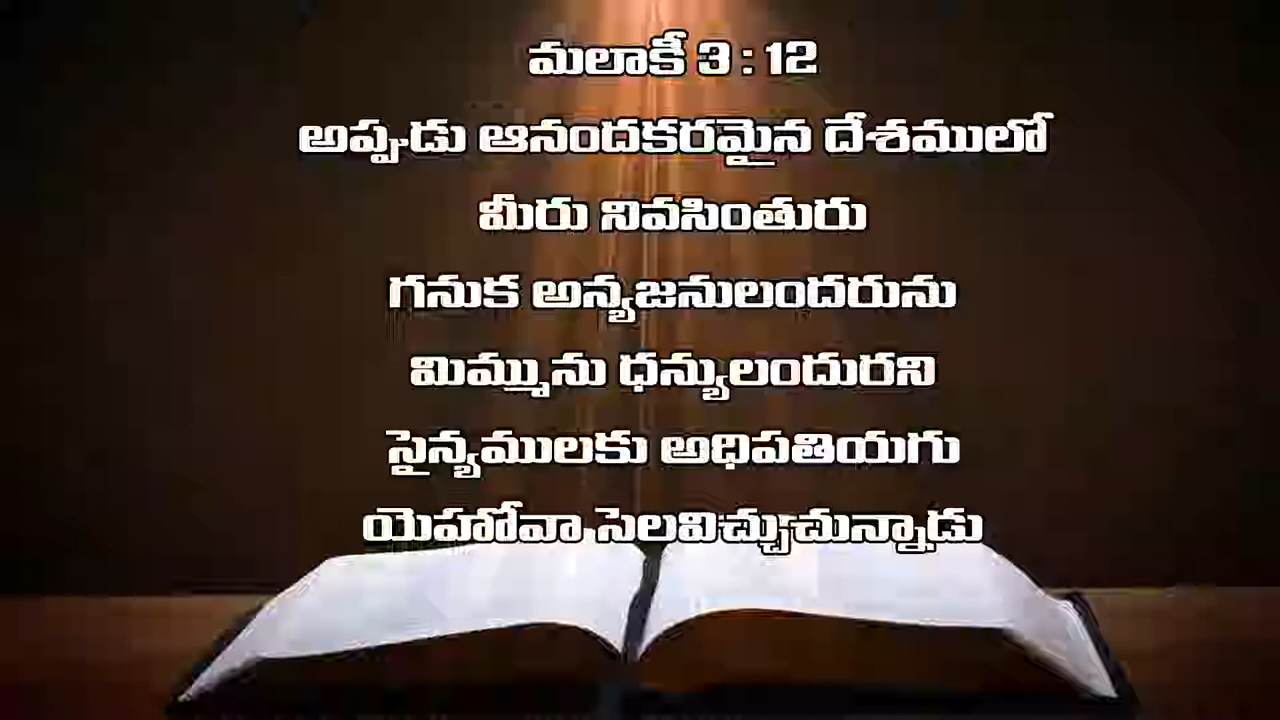 మలాకీ 3 : 12
అప్పుడు ఆనందకరమైన దేశములో
మీరు నివసింతురు
గనుక అన్యజనులందరును
మిమ్మును ధన్యులందురని
సైన్యములకు అధిపతియగు
యెహోవా సెలవిచ్చుచున్నాడు